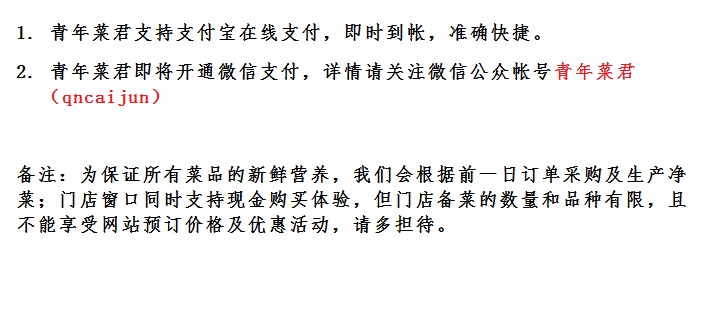 1. 青年菜君支持支付宝在线支付，即时到帐，准确快捷。
2. 青年菜君即将开通微信支付，详情请关注微信公众帐号青年菜君
（qncaijun）
备注：为保证所有菜品的新鲜营养，我们会根据前一日订单采购及生产净
菜；门店窗口同时支持现金购买体验，但门店备菜的数量和品种有限，且
不能享受网站预订价格及优惠活动，请多担待。